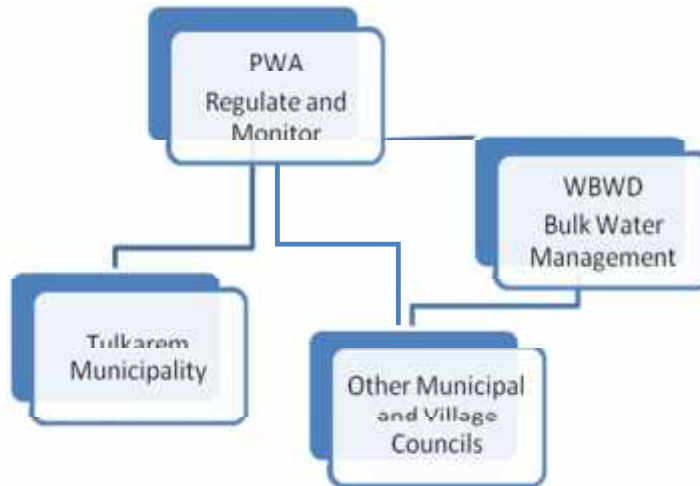 PWA
Regulate and
Monitor
WBWD
Bulk Water
Management
Tulkarem
Municipality
Other Municipal
and Village
Councils